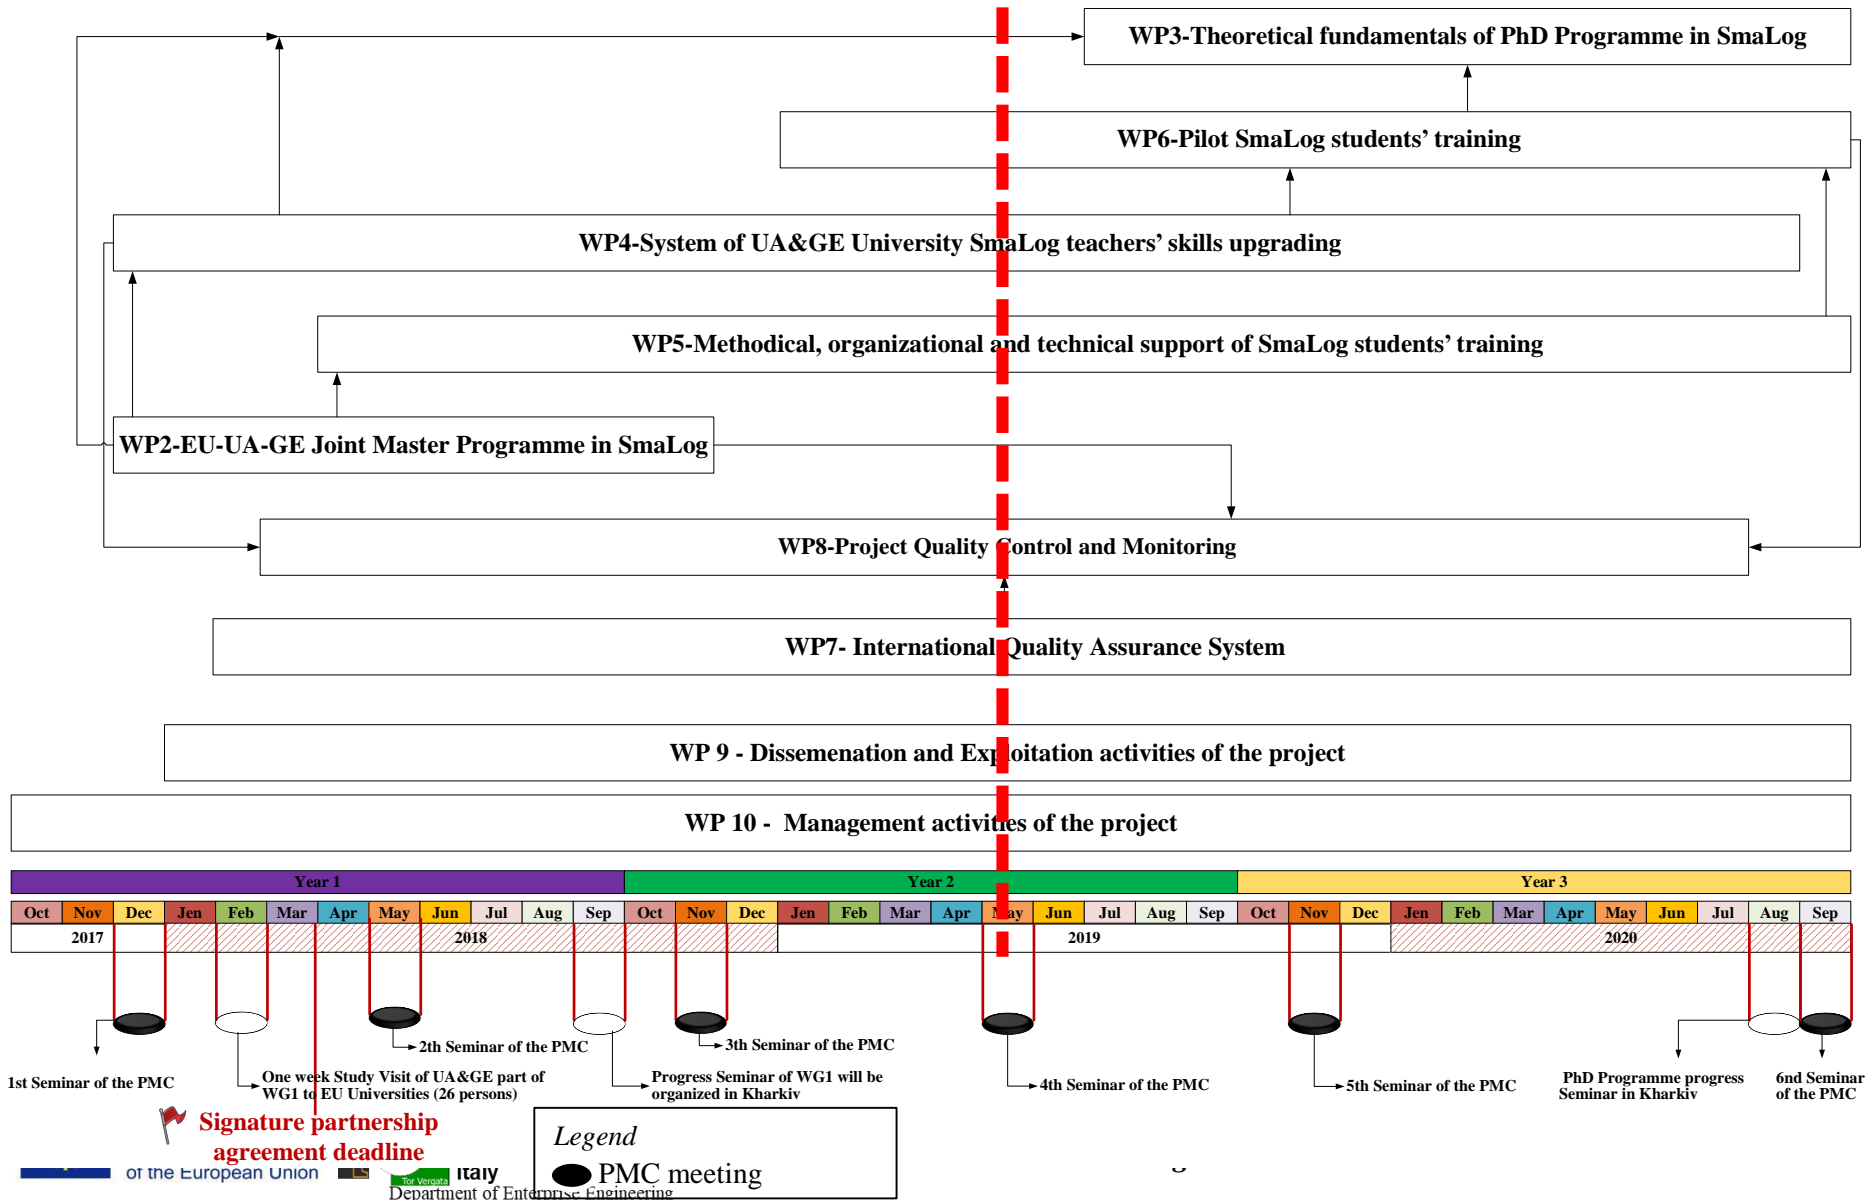 WP3-Theoretical fundamentals of PhD Programme in SmaLog
WP6-Pilot SmaLog students' training
WP4-System of UA&GE University SmaLog teachers' skills upgrading
WP5-Methodical, organizational and technical support of SmaLog students' training
WP2-EU-UA-GE Joint Master Programme in SmaLog
WP8-Project Quality Control and Monitoring
WP7- International Quality Assurance System
WP 9 - Dissemenation and Exploitation activities of the project
WP 10 - Management activities of the project
Year 1 Year 2 Year 3
Oct Nov Dec Jen Feb Mar Apr May Jun Jul Aug Sep Oct Nov Dec Jen Feb Mar Apr May Jun Jul Aug Sep Oct Nov Dec Jen Feb Mar Apr May Jun Jul Aug Sep
2017 2018 2019 2020
1st Seminar of the PMC
One week Study Visit of UA&GE part of
WG1 to EU Universities (26 persons)
2th Seminar of the PMC
Progress Seminar of WG1 will be
organized in Kharkiv
3th Seminar of the PMC
4th Seminar of the PMC
5th Seminar of the PMC
PhD Programme progress
Seminar in Kharkiv
6nd Seminar
of the PMC
Signature partnership
agreement deadline
Legend
PMC meeting
of the European Union
Tor Vergata
Italy
Department of Enterprise Engineering